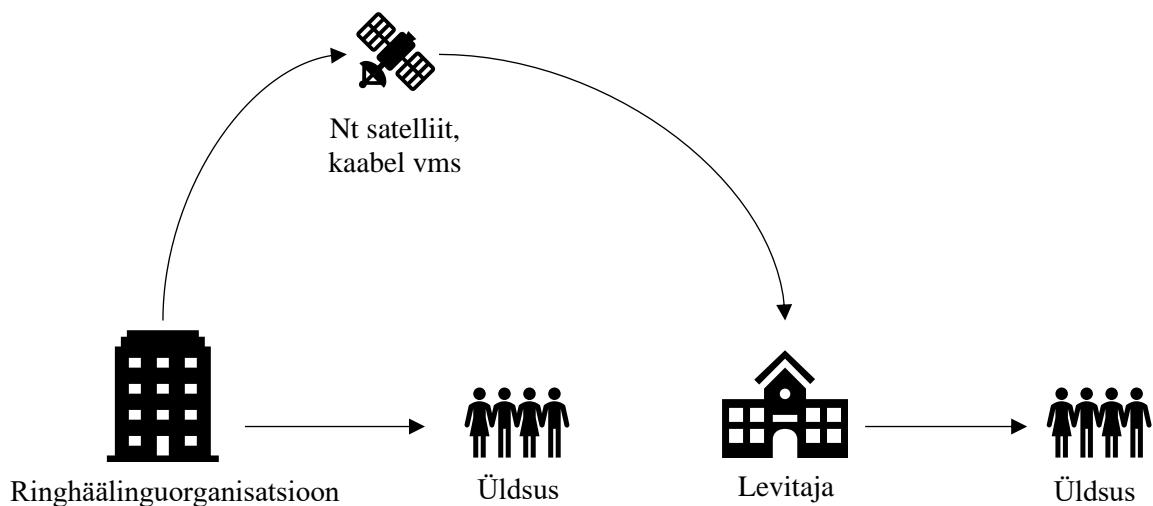 Nt satelliit,
kaabel vms
Ringhäälinguorganisatsioon
Üldsus
Levitaja
Üldsus